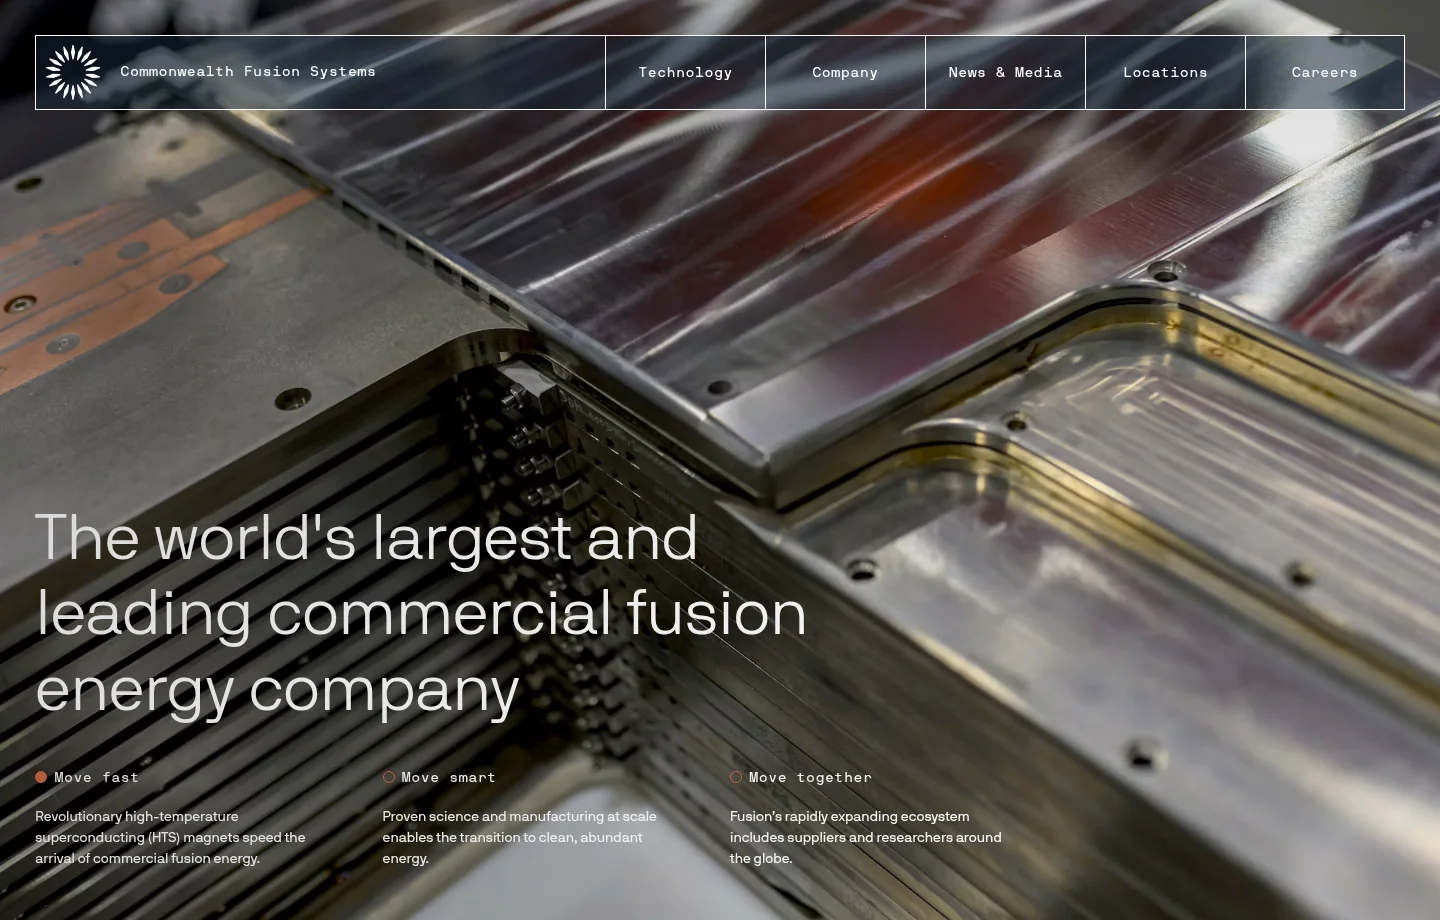 Commonwealth Fusion Systems
Technology
Company
News & Media
Locations
Careers
The world's largest and
leading commercial fusion
energy company
Move fast
Revolutionary high-temperature
superconducting (HTS) magnets speed the
arrival of commercial fusion energy.
Move smart
Proven science and manufacturing at scale
enables the transition to clean, abundant
energy.
Move together
Fusion’s rapidly expanding ecosystem
includes suppliers and researchers around
the globe.